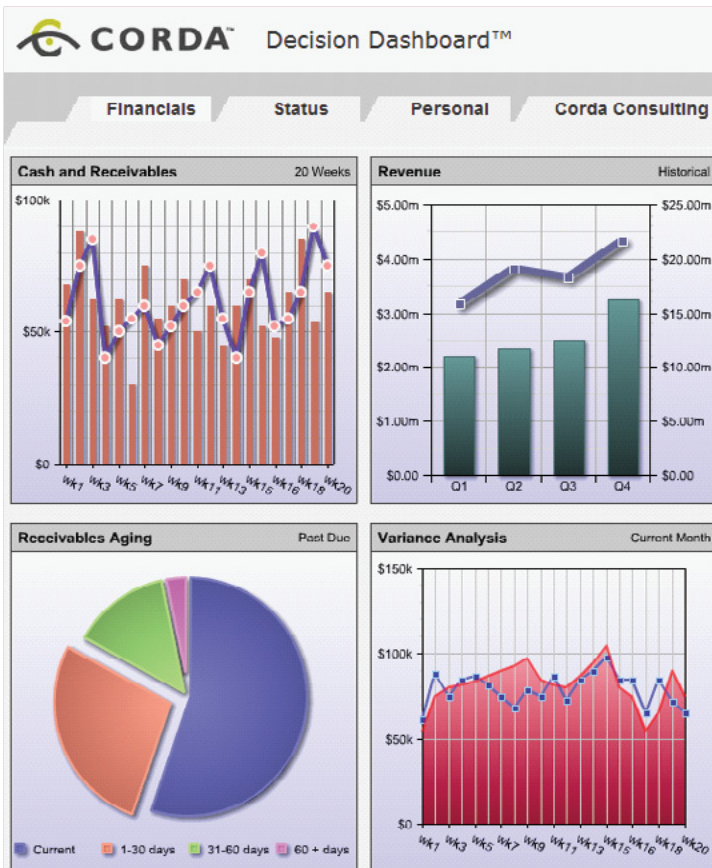 CORDA™ Decision Dashboard™
Financials Status Personal Corda Consulting
Cash and Receivables 20 Weeks
$100k
$50k
$0
wk1 wk3 wk5 wk7 wk9 wk11 wk13 wk15 wk16 wk19 wk20
Revenue Historical
$5.00m $25.00m
$4.00m $20.00m
$3.00m $15.00m
$2.00m $10.00m
$1.00m $5.00m
$0.00 $0.00
Q1 Q2 Q3 Q4
Receivables Aging Past Due
Current 1-30 days 31-60 days 60 + days
Variance Analysis Current Month
$150k
$100k
$50k
$0
wk1 wk3 wk5 wk7 wk9 wk11 wk13 wk15 wk16 wk18 wk20